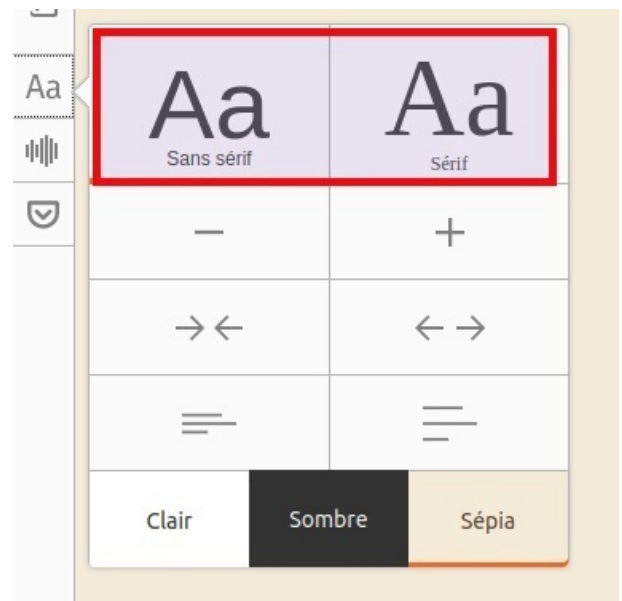 Aa
Aa Aa
Sans sérif Sérif
− +
Clair Sombre Sépia